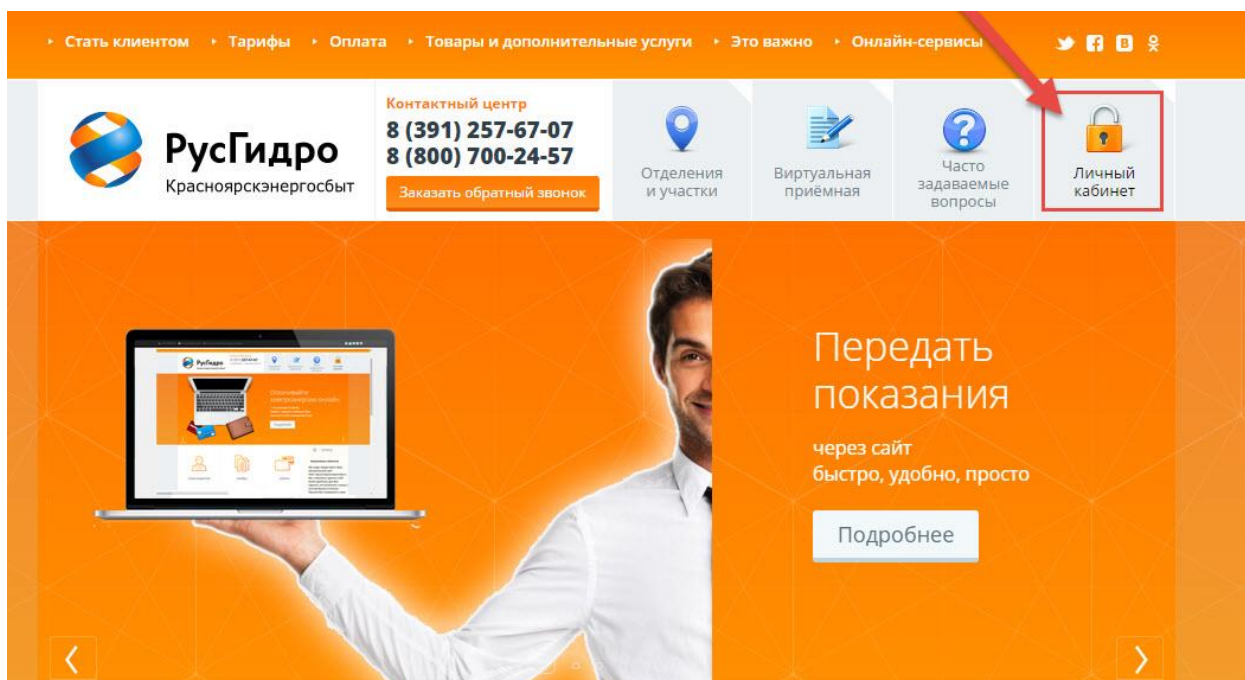 Стать клиентом Тарифы Оплата Товары и дополнительные услуги Это важно Онлайн-сервисы
РусГидро
Красноярскэнергосбыт
Контактный центр
8 (391) 257-67-07
8 (800) 700-24-57
Заказать обратный звонок
Отделения
и участки
Виртуальная
приёмная
Часто
задаваемые
вопросы
Личный
кабинет
РусГидро
Передать
показания
через сайт
быстро, удобно, просто
Подробнее